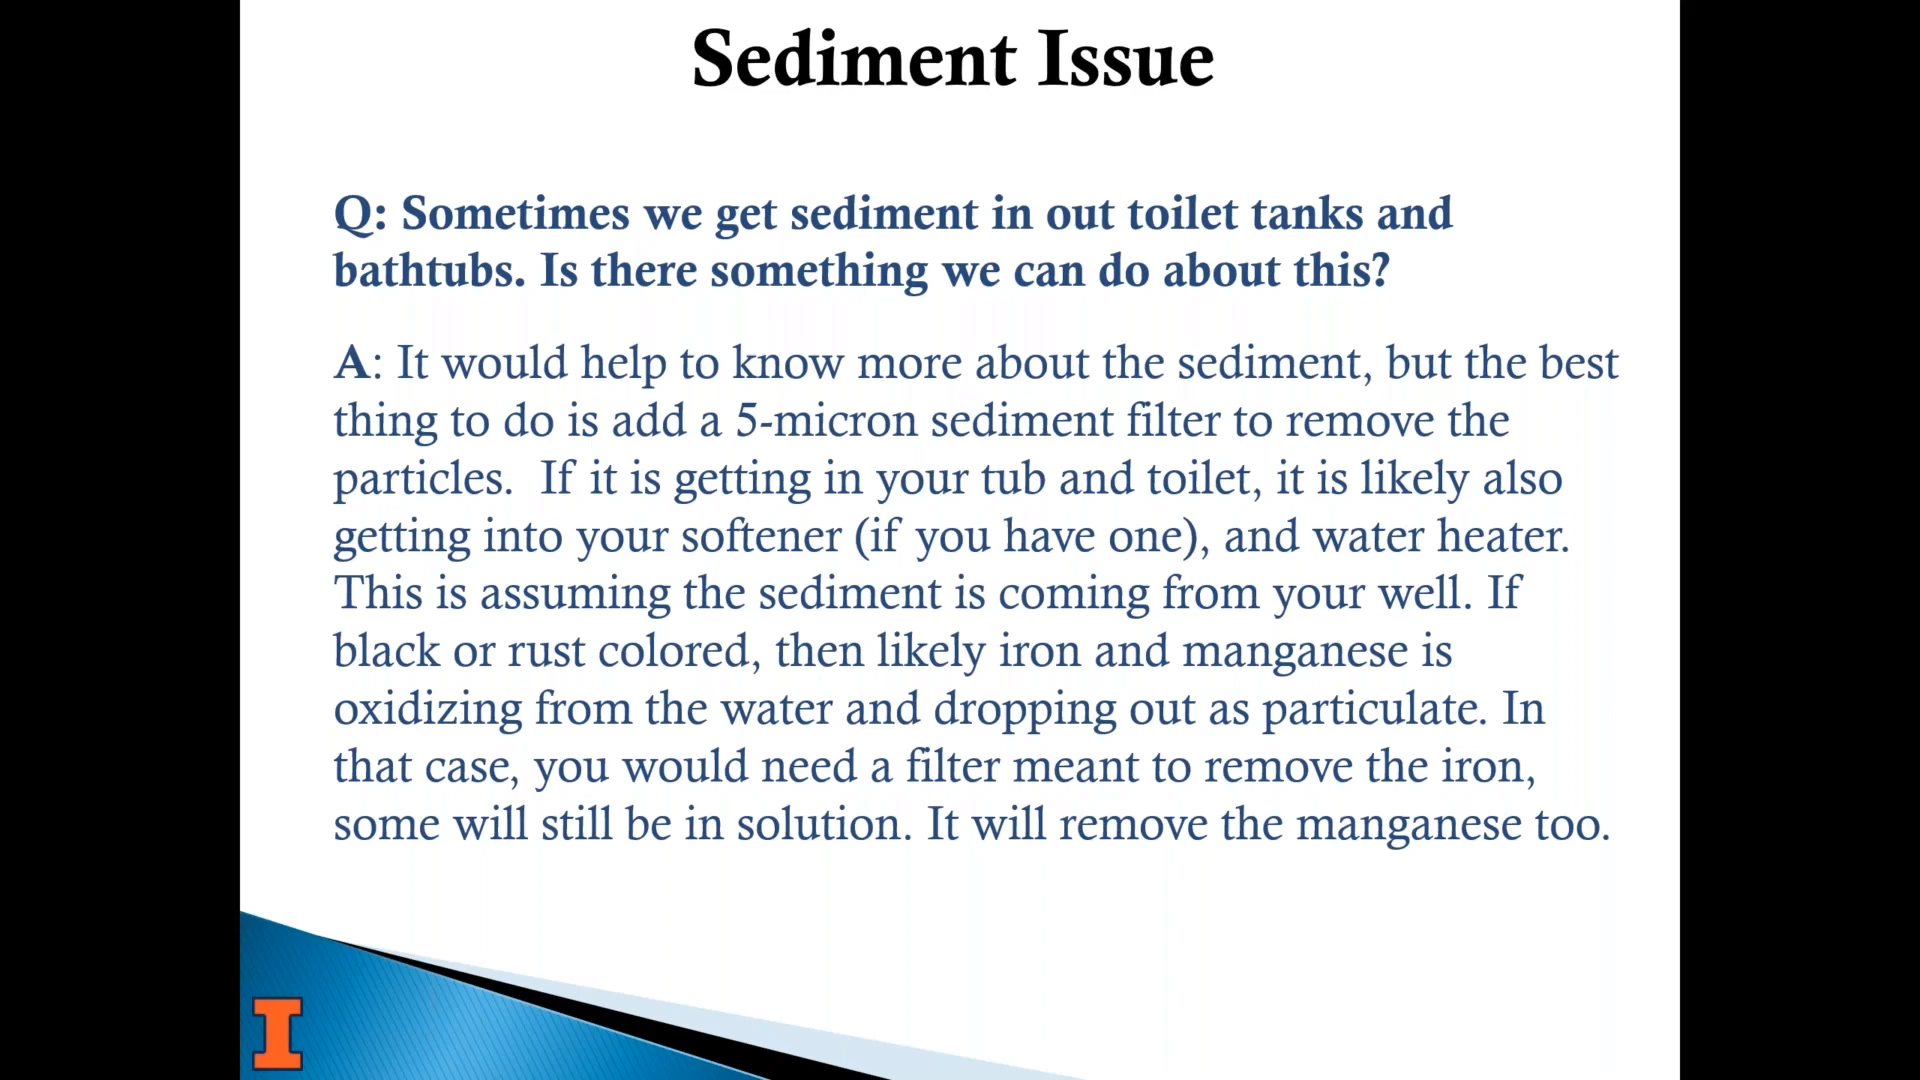 Sediment Issue
Q: Sometimes we get sediment in out toilet tanks and
bathtubs. Is there something we can do about this?
A: It would help to know more about the sediment, but the best
thing to do is add a 5-micron sediment filter to remove the
particles.  If it is getting in your tub and toilet, it is likely also
getting into your softener (if you have one), and water heater.
This is assuming the sediment is coming from your well. If
black or rust colored, then likely iron and manganese is
oxidizing from the water and dropping out as particulate. In
that case, you would need a filter meant to remove the iron,
some will still be in solution. It will remove the manganese too.
I